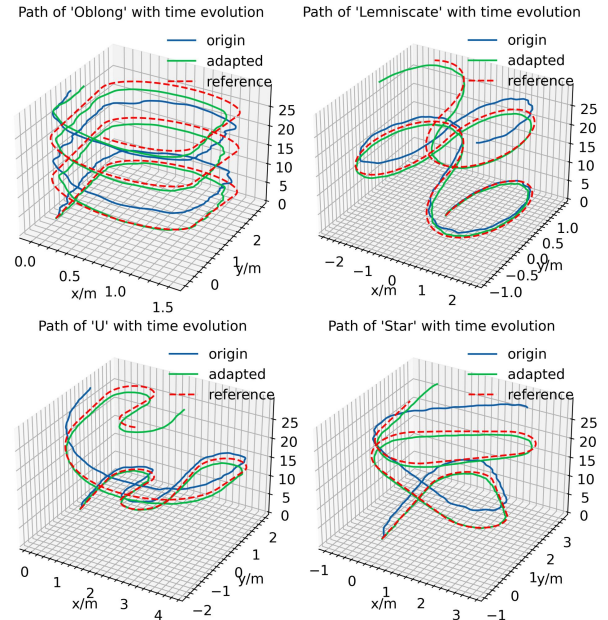 Path of 'Oblong' with time evolution
origin
adapted
reference
25
20
15
10
5
0
0.0
0.5
1.0
1.5
x/m
0
1
2
y/m
Path of 'Lemniscate' with time evolution
origin
adapted
reference
25
20
15
10
5
0
−2
−1
0
1
2
x/m
−1.0
−0.5
0.0
0.5
1.0
y/m
Path of 'U' with time evolution
origin
adapted
reference
25
20
15
10
5
0
0
1
2
3
4
x/m
−2
−1
0
1
2
y/m
Path of 'Star' with time evolution
origin
adapted
reference
25
20
15
10
5
0
−1
0
1
2
3
x/m
−1
0
1
2
3
y/m